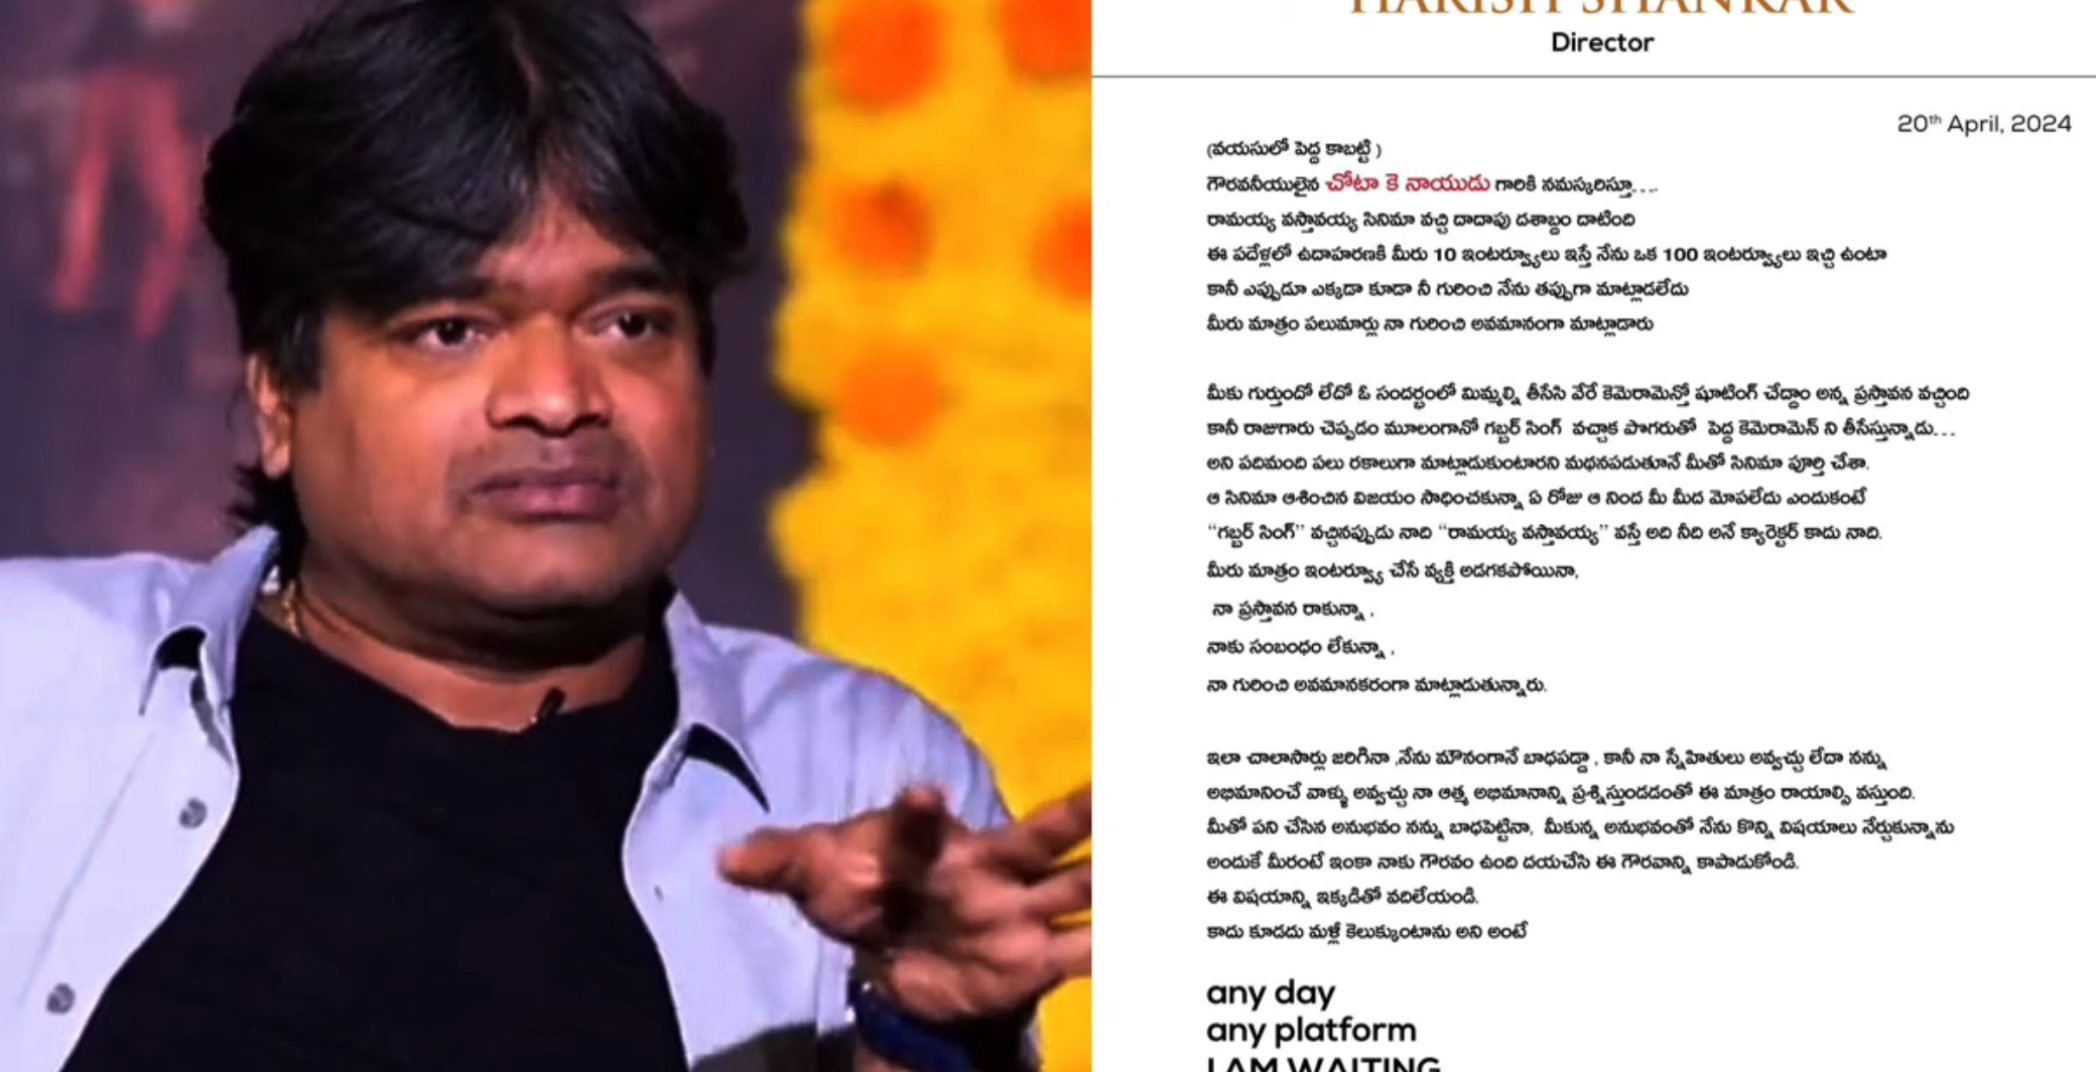 HARISH SHANKAR
Director
20th April, 2024
(వయసులో పెద్ద కాబట్టి )
గౌరవనీయులైన చోటా కె నాయుడు గారికి నమస్కరిస్తూ....
రామయ్య వస్తావయ్య సినిమా వచ్చి దాదాపు దశాబ్దం దాటింది
ఈ పదేళ్లలో ఉదాహరణకి మీరు 10 ఇంటర్వ్యూలు ఇస్తే నేను ఒక 100 ఇంటర్వ్యూలు ఇచ్చి ఉంటా
కానీ ఎప్పుడూ ఎక్కడా కూడా నీ గురించి నేను తప్పుగా మాట్లాడలేదు
మీరు మాత్రం పలుమార్లు నా గురించి అవమానంగా మాట్లాడారు
మీకు గుర్తుందో లేదో ఓ సందర్భంలో మిమ్మల్ని తీసేసి వేరే కెమెరామెన్తో షూటింగ్ చేద్దాం అన్న ప్రస్తావన వచ్చింది
కానీ రాజుగారు చెప్పడం మూలంగానో గబ్బర్ సింగ్ వచ్చాక పొగరుతో పెద్ద కెమెరామెన్ ని తీసేస్తున్నాడు...
అని పదిమంది పలు రకాలుగా మాట్లాడుకుంటారని మథనపడుతూనే మీతో సినిమా పూర్తి చేశా.
ఆ సినిమా ఆశించిన విజయం సాధించకున్నా ఏ రోజు ఆ నింద మీ మీద మోపలేదు ఎందుకంటే
“గబ్బర్ సింగ్” వచ్చినప్పుడు నాది “రామయ్య వస్తావయ్య” వస్తే అది నీది అనే క్యారెక్టర్ కాదు నాది.
మీరు మాత్రం ఇంటర్వ్యూ చేసే వ్యక్తి అడగకపోయినా,
నా ప్రస్తావన రాకున్నా ,
నాకు సంబంధం లేకున్నా ,
నా గురించి అవమానకరంగా మాట్లాడుతున్నారు.
ఇలా చాలాసార్లు జరిగినా ,నేను మౌనంగానే బాధపడ్డా , కానీ నా స్నేహితులు అవ్వచ్చు లేదా నన్ను
అభిమానించే వాళ్ళు అవ్వచ్చు నా ఆత్మ అభిమానాన్ని ప్రశ్నిస్తుండడంతో ఈ మాత్రం రాయాల్సి వస్తుంది.
మీతో పని చేసిన అనుభవం నన్ను బాధపెట్టినా, మీకున్న అనుభవంతో నేను కొన్ని విషయాలు నేర్చుకున్నాను
అందుకే మీరంటే ఇంకా నాకు గౌరవం ఉంది దయచేసి ఈ గౌరవాన్ని కాపాడుకోండి.
ఈ విషయాన్ని ఇక్కడితో వదిలేయండి.
కాదు కూడదు మళ్లీ కెలుక్కుంటాను అని అంటే
any day
any platform
I AM WAITING